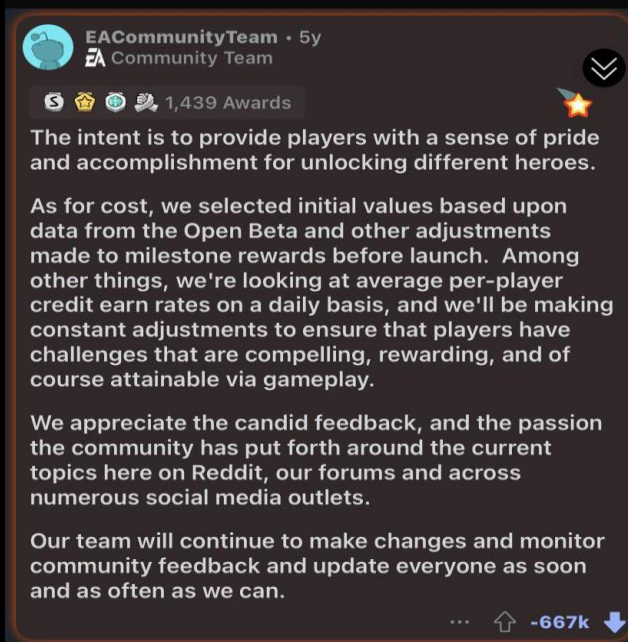 EACommunityTeam • 5y
EA Community Team
S 1,439 Awards
The intent is to provide players with a sense of pride
and accomplishment for unlocking different heroes.
As for cost, we selected initial values based upon
data from the Open Beta and other adjustments
made to milestone rewards before launch. Among
other things, we're looking at average per-player
credit earn rates on a daily basis, and we'll be making
constant adjustments to ensure that players have
challenges that are compelling, rewarding, and of
course attainable via gameplay.
We appreciate the candid feedback, and the passion
the community has put forth around the current
topics here on Reddit, our forums and across
numerous social media outlets.
Our team will continue to make changes and monitor
community feedback and update everyone as soon
and as often as we can.
... -667k